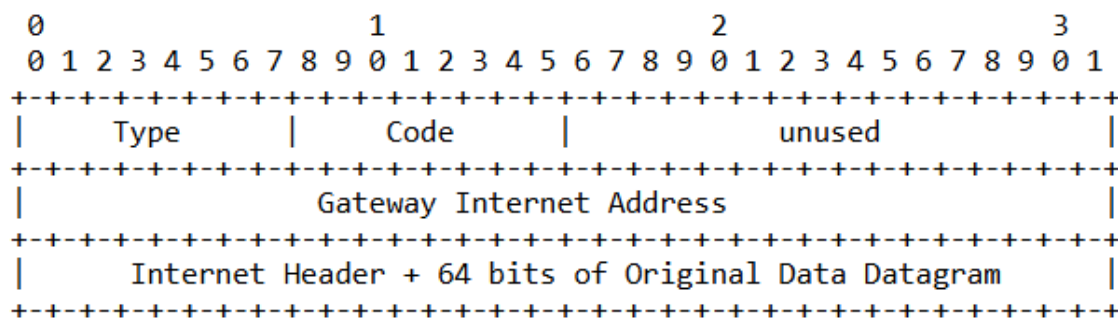 0                   1                   2                   3
0 1 2 3 4 5 6 7 8 9 0 1 2 3 4 5 6 7 8 9 0 1 2 3 4 5 6 7 8 9 0 1
+-+-+-+-+-+-+-+-+-+-+-+-+-+-+-+-+-+-+-+-+-+-+-+-+-+-+-+-+-+-+-+-+
|     Type      |     Code      |            unused             |
+-+-+-+-+-+-+-+-+-+-+-+-+-+-+-+-+-+-+-+-+-+-+-+-+-+-+-+-+-+-+-+-+
|                 Gateway Internet Address                      |
+-+-+-+-+-+-+-+-+-+-+-+-+-+-+-+-+-+-+-+-+-+-+-+-+-+-+-+-+-+-+-+-+
|      Internet Header + 64 bits of Original Data Datagram      |
+-+-+-+-+-+-+-+-+-+-+-+-+-+-+-+-+-+-+-+-+-+-+-+-+-+-+-+-+-+-+-+-+